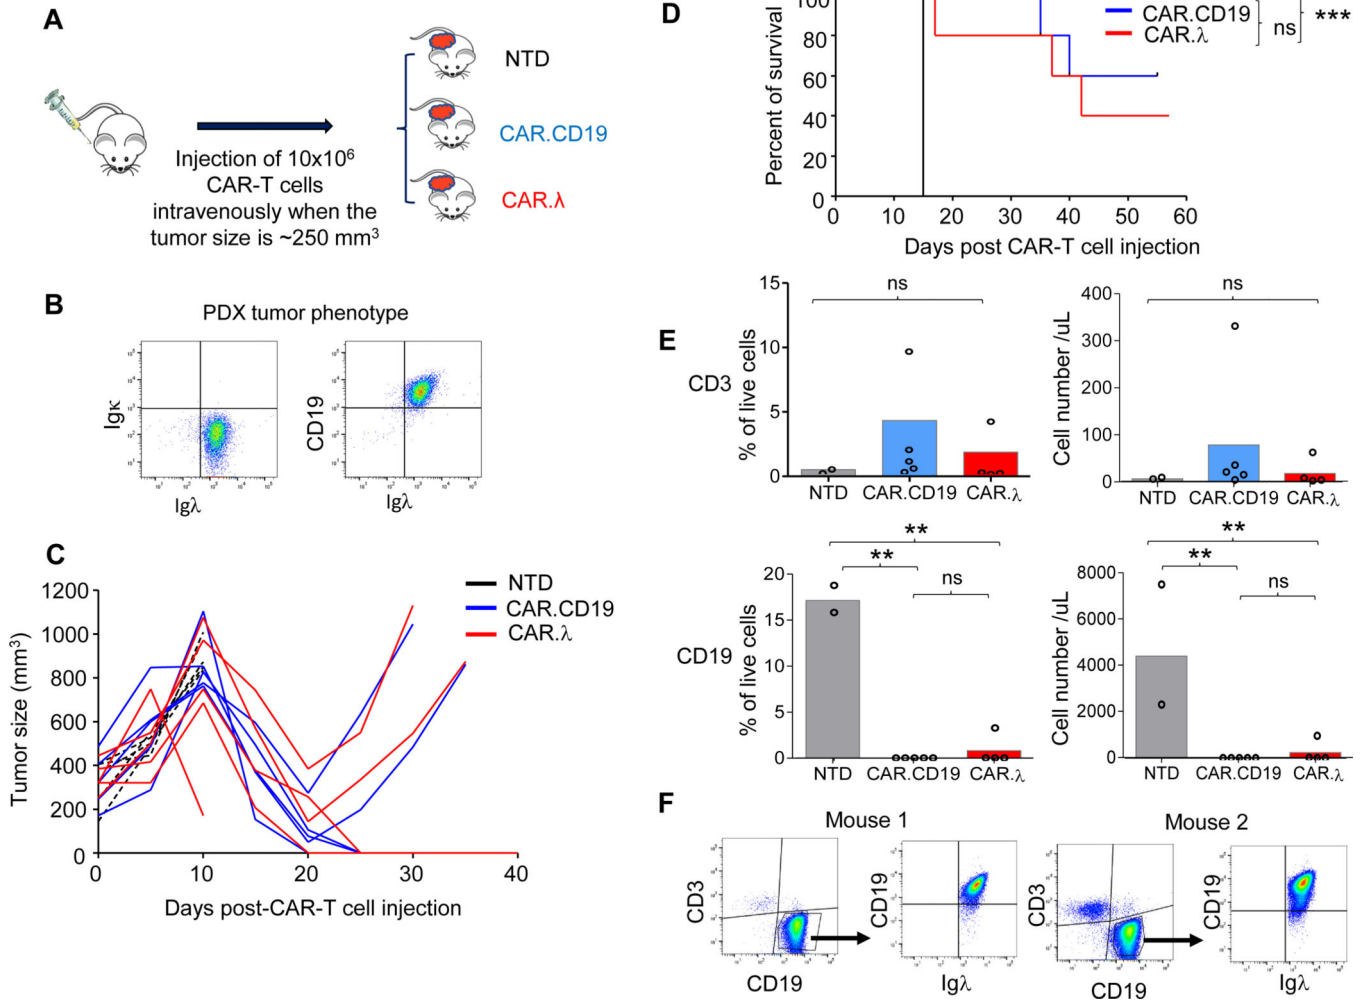 A
NTD
CAR.CD19
CAR.λ
Injection of 10x10⁶
CAR-T cells
intravenously when the
tumor size is ~250 mm³
B
PDX tumor phenotype
Igκ
Igλ
CD19
Igλ
C
1200
1000
800
600
400
200
0
0
10
20
30
40
Tumor size (mm³)
Days post-CAR-T cell injection
NTD
CAR.CD19
CAR.λ
D
100
80
60
40
20
0
0
10
20
30
40
50
60
Percent of survival
Days post CAR-T cell injection
CAR.CD19
CAR.λ
ns
***
E
CD3
% of live cells
15
10
5
0
ns
NTD
CAR.CD19
CAR.λ
Cell number /uL
400
300
200
100
0
ns
NTD
CAR.CD19
CAR.λ
CD19
% of live cells
20
15
10
5
0
**
**
ns
NTD
CAR.CD19
CAR.λ
Cell number /uL
8000
6000
4000
2000
0
**
**
ns
NTD
CAR.CD19
CAR.λ
F
Mouse 1
CD3
CD19
CD19
Igλ
Mouse 2
CD3
CD19
CD19
Igλ